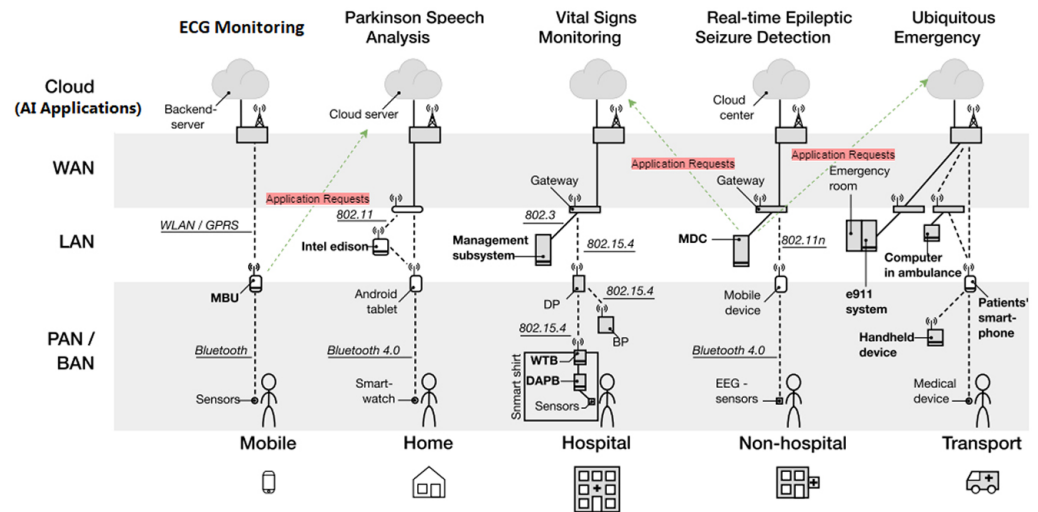 ECG Monitoring
Parkinson Speech
Analysis
Vital Signs
Monitoring
Real-time Epileptic
Seizure Detection
Ubiquitous
Emergency
Cloud
(AI Applications)
Backend-
server
Cloud server
Cloud
center
WAN
Application Requests
Application Requests
Application Requests
Gateway
Gateway
Emergency
room
LAN
WLAN / GPRS
802.11
Intel edison
802.3
Management
subsystem
802.15.4
MDC
802.11n
Computer
in ambulance
e911
system
MBU
Android
tablet
DP
802.15.4
BP
Mobile
device
Patients'
smart-
phone
Handheld
device
PAN /
BAN
Bluetooth
Bluetooth 4.0
802.15.4
Snmart shirt
WTB
DAPB
Sensors
Bluetooth 4.0
Sensors
Smart-
watch
EEG -
sensors
Medical
device
Mobile
Home
Hospital
Non-hospital
Transport